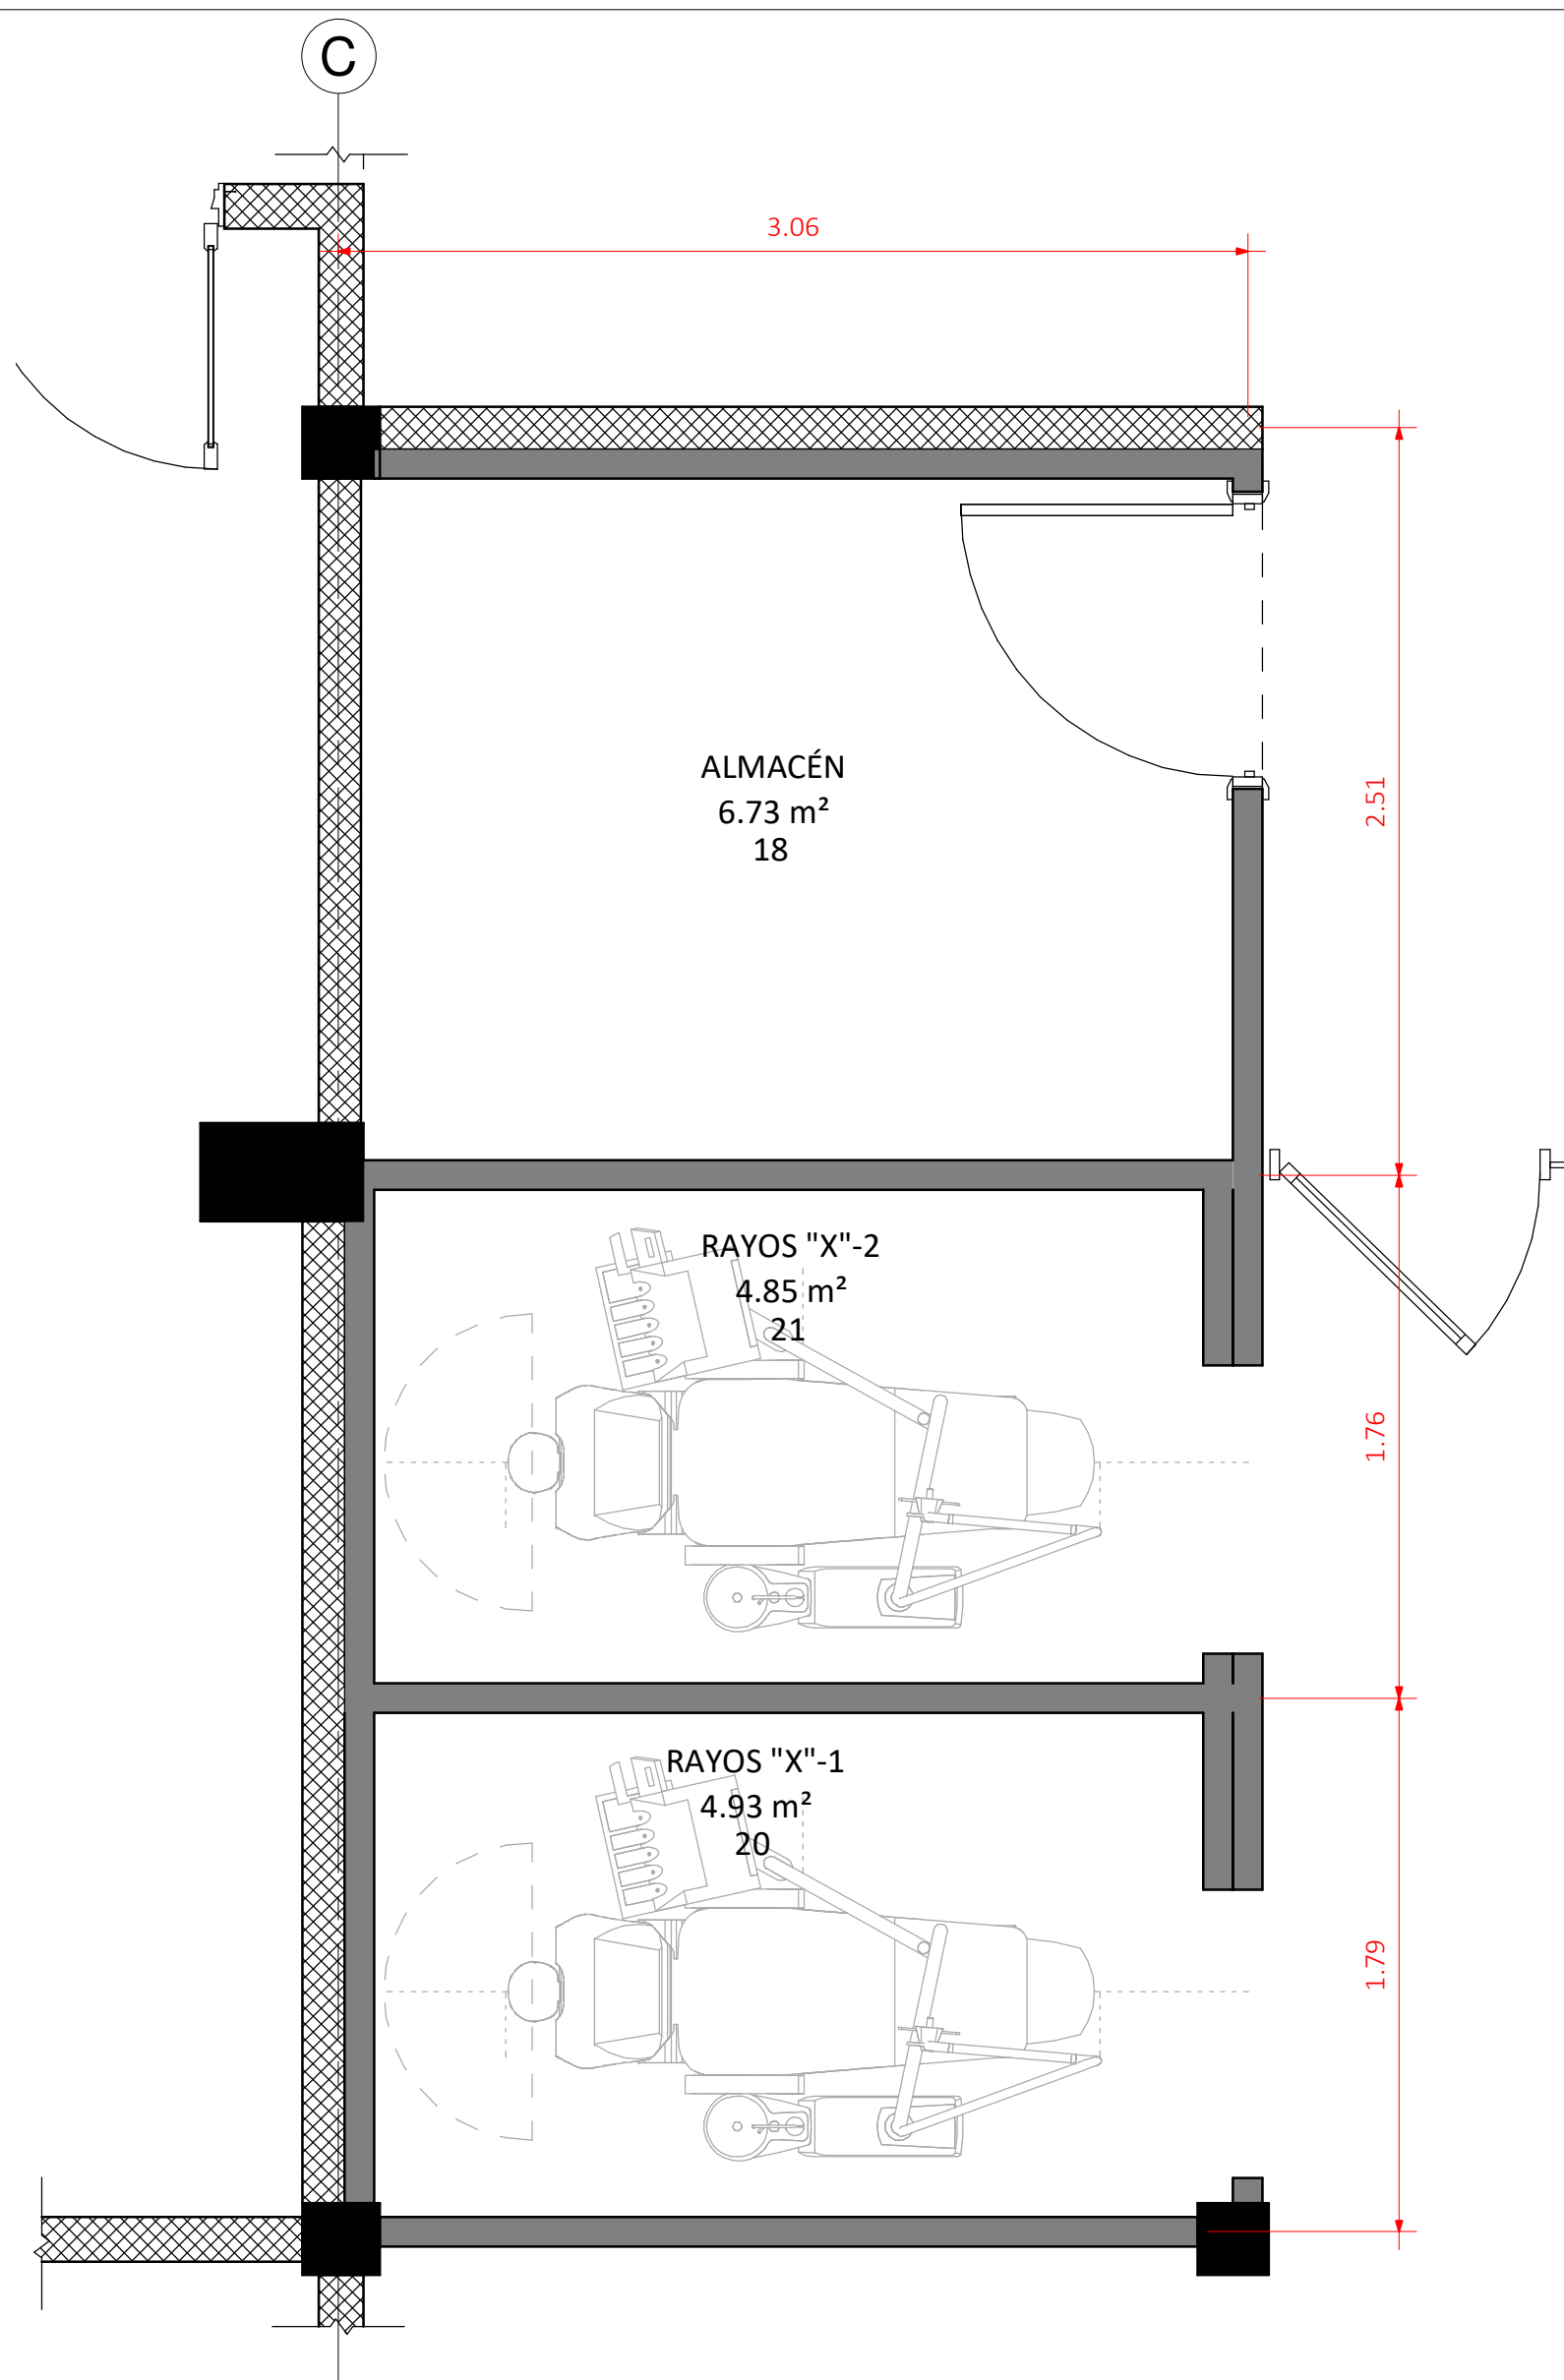 C
3.06
ALMACÉN
6.73 m²
18
2.51
RAYOS "X"-2
4.85 m²
21
1.76
RAYOS "X"-1
4.93 m²
20
1.79